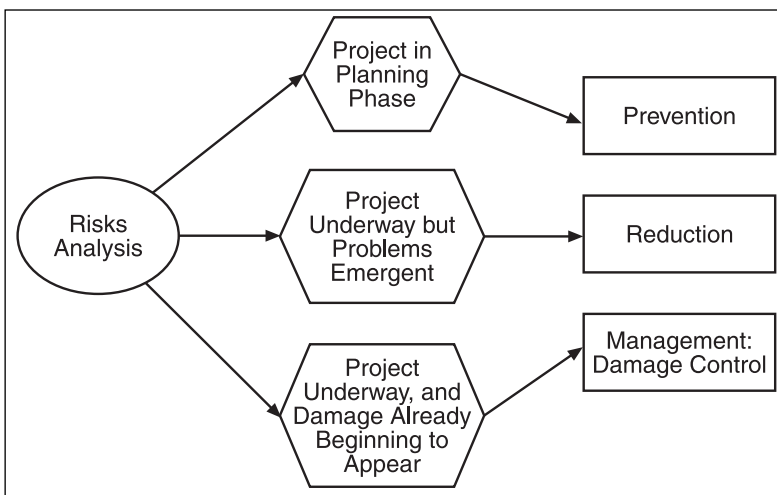 Project in
Planning
Phase
Prevention
Risks
Analysis
Project
Underway but
Problems
Emergent
Reduction
Project
Underway, and
Damage Already
Beginning to
Appear
Management:
Damage Control